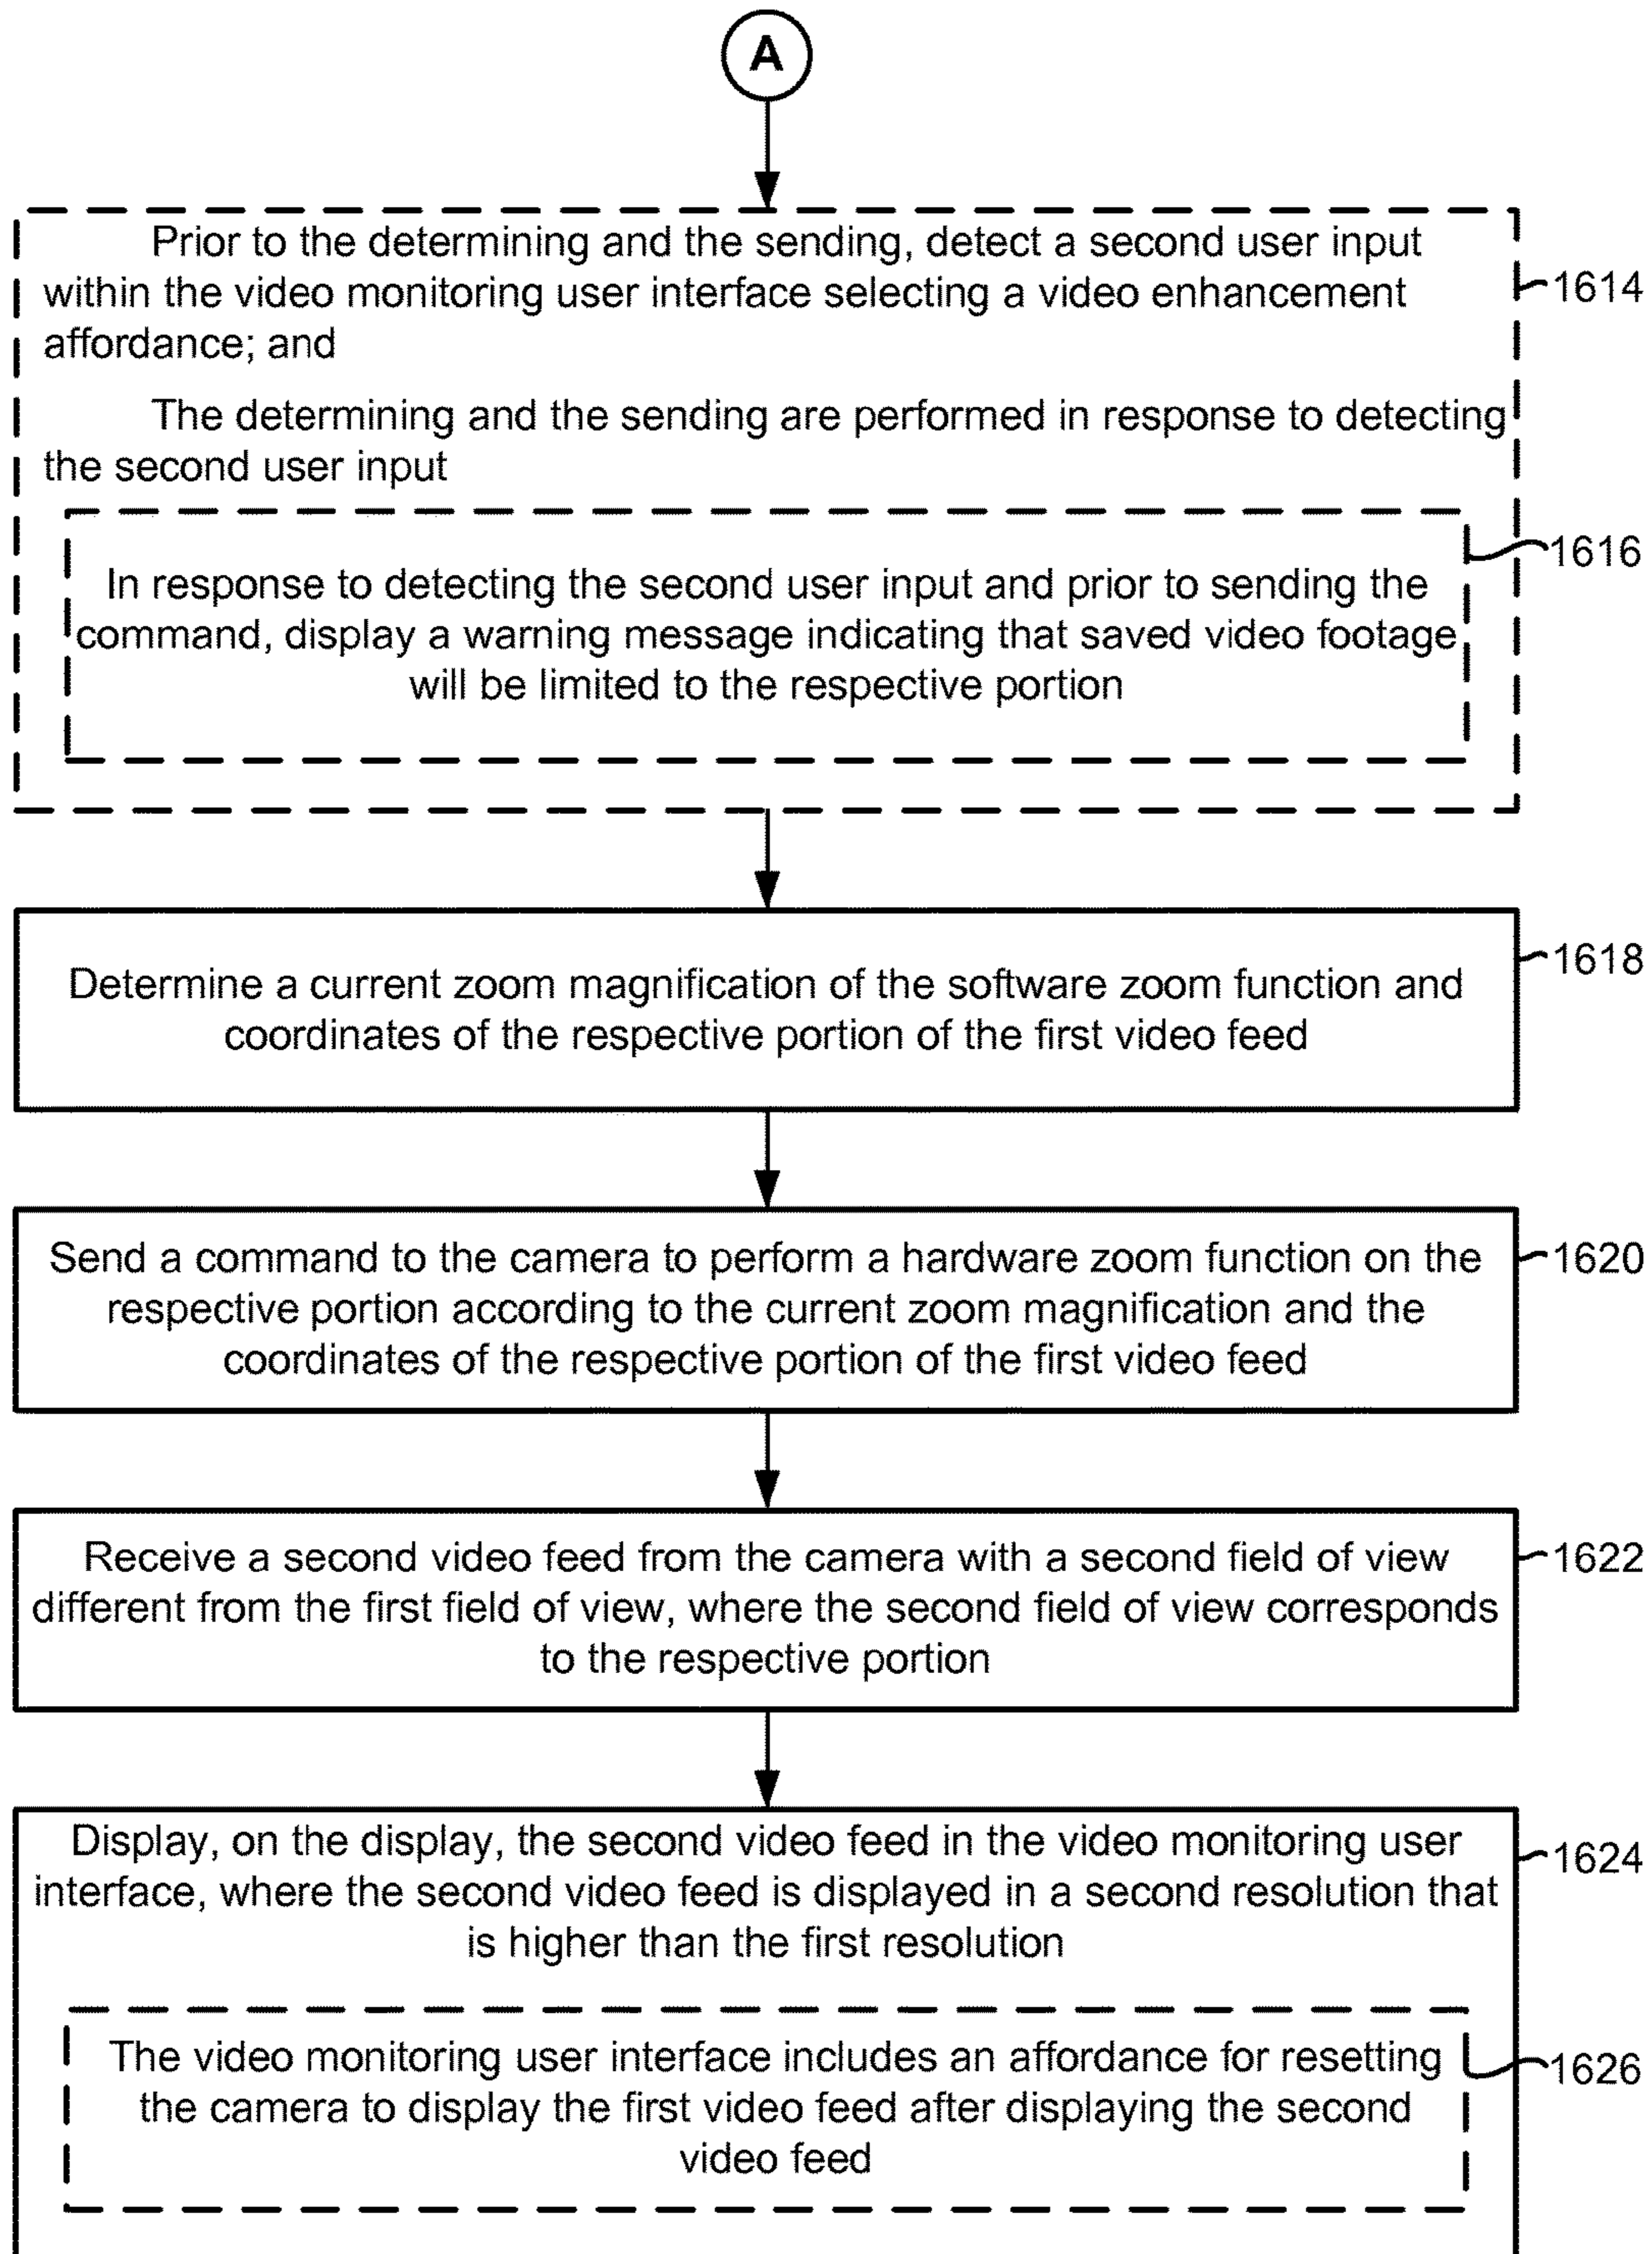 A
Prior to the determining and the sending, detect a second user input
within the video monitoring user interface selecting a video enhancement
affordance; and
1614
The determining and the sending are performed in response to detecting
the second user input
1616
In response to detecting the second user input and prior to sending the
command, display a warning message indicating that saved video footage
will be limited to the respective portion
1618
Determine a current zoom magnification of the software zoom function and
coordinates of the respective portion of the first video feed
1620
Send a command to the camera to perform a hardware zoom function on the
respective portion according to the current zoom magnification and the
coordinates of the respective portion of the first video feed
1622
Receive a second video feed from the camera with a second field of view
different from the first field of view, where the second field of view corresponds
to the respective portion
1624
Display, on the display, the second video feed in the video monitoring user
interface, where the second video feed is displayed in a second resolution that
is higher than the first resolution
1626
The video monitoring user interface includes an affordance for resetting
the camera to display the first video feed after displaying the second
video feed